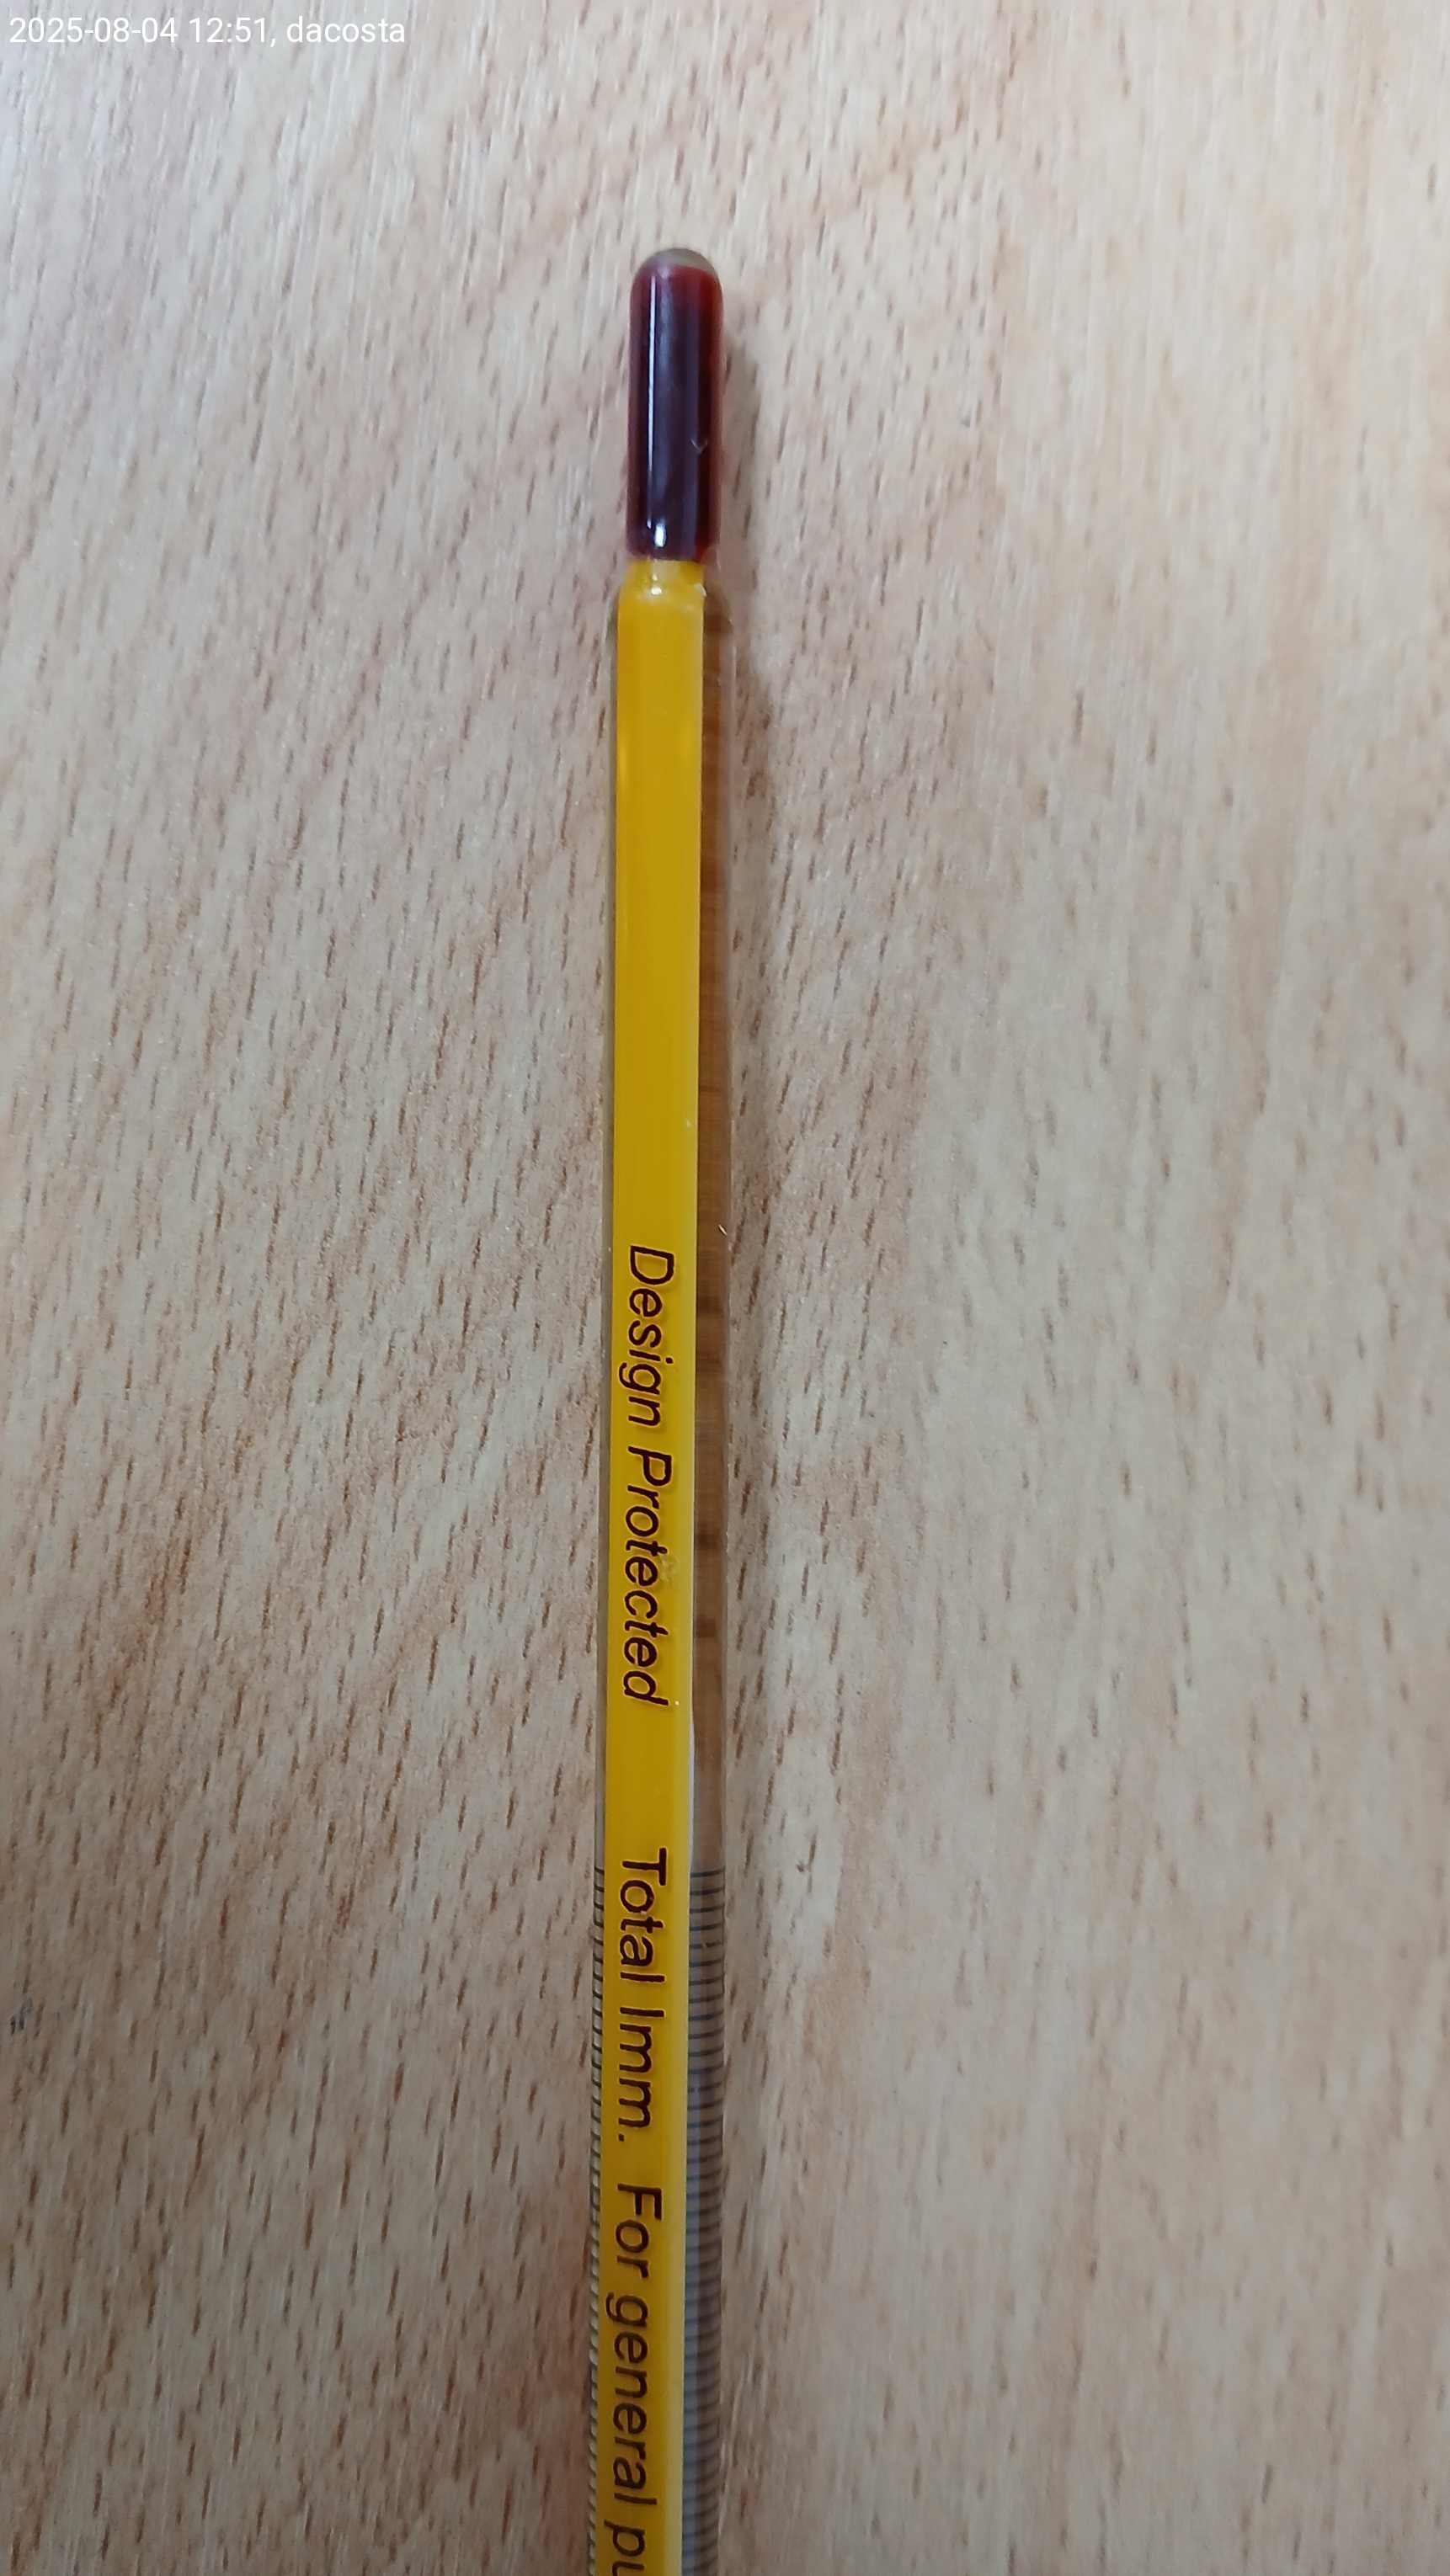 2025-08-04 12:51, dacosta
Design Protected Total Imm. For general